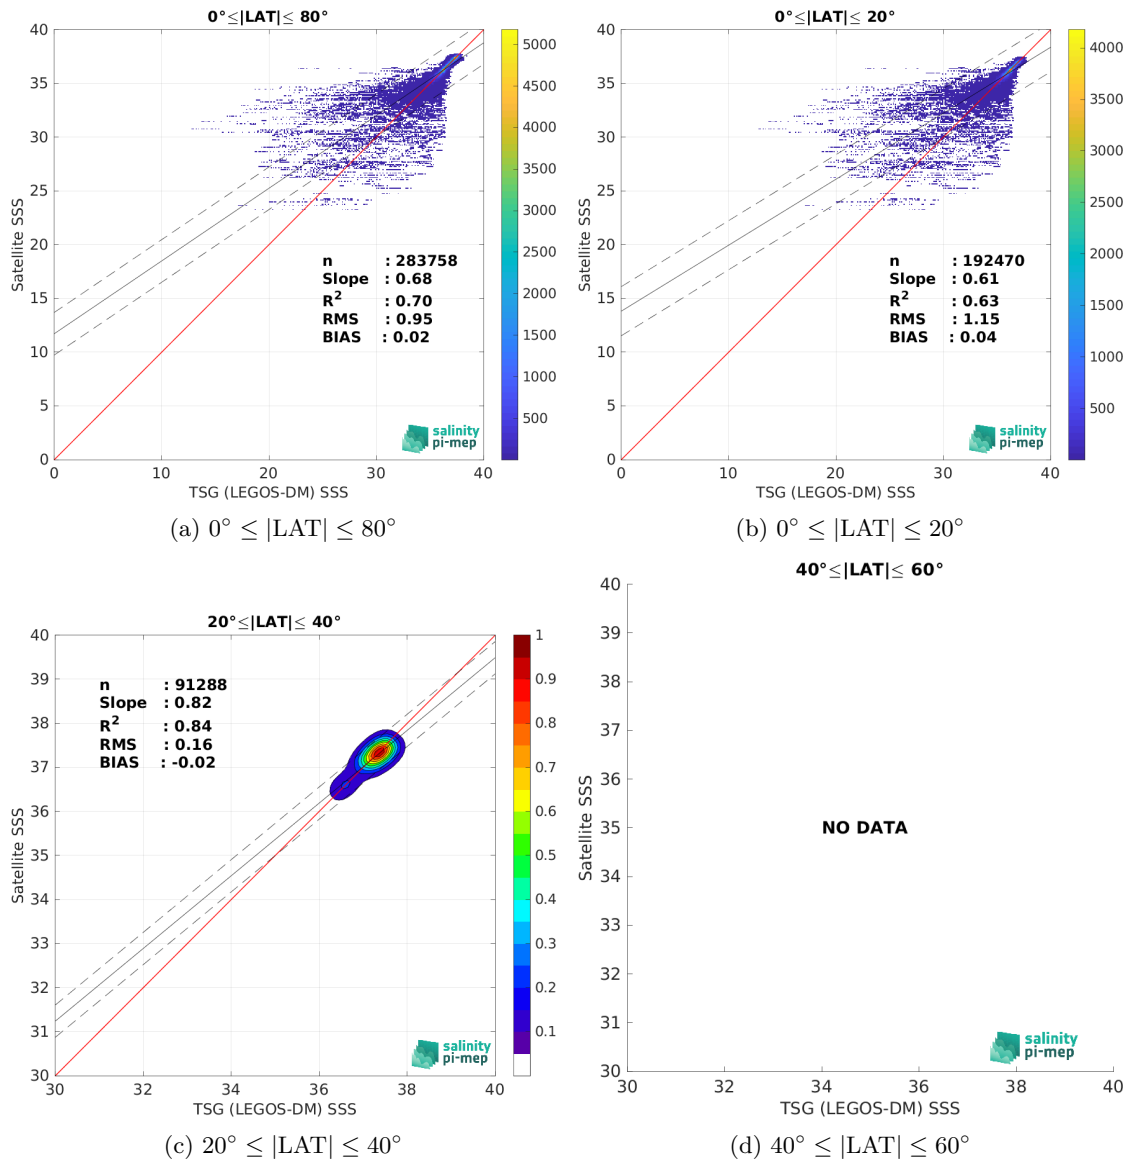 0°≤|LAT|≤ 80°
40
35
30
25
20
15
10
5
0
0
10
20
30
40
Satellite SSS
TSG (LEGOS-DM) SSS
n : 283758
Slope : 0.68
R² : 0.70
RMS : 0.95
BIAS : 0.02
salinity
pi-mep
5000
4500
4000
3500
3000
2500
2000
1500
1000
500
(a) 0° ≤ |LAT| ≤ 80°
0°≤|LAT|≤ 20°
40
35
30
25
20
15
10
5
0
0
10
20
30
40
Satellite SSS
TSG (LEGOS-DM) SSS
n : 192470
Slope : 0.61
R² : 0.63
RMS : 1.15
BIAS : 0.04
salinity
pi-mep
4000
3500
3000
2500
2000
1500
1000
500
(b) 0° ≤ |LAT| ≤ 20°
20°≤|LAT|≤ 40°
40
39
38
37
36
35
34
33
32
31
30
30
32
34
36
38
40
Satellite SSS
TSG (LEGOS-DM) SSS
n : 91288
Slope : 0.82
R² : 0.84
RMS : 0.16
BIAS : -0.02
salinity
pi-mep
1
0.9
0.8
0.7
0.6
0.5
0.4
0.3
0.2
0.1
(c) 20° ≤ |LAT| ≤ 40°
40°≤|LAT|≤ 60°
40
39
38
37
36
35
34
33
32
31
30
30
32
34
36
38
40
Satellite SSS
TSG (LEGOS-DM) SSS
NO DATA
salinity
pi-mep
(d) 40° ≤ |LAT| ≤ 60°